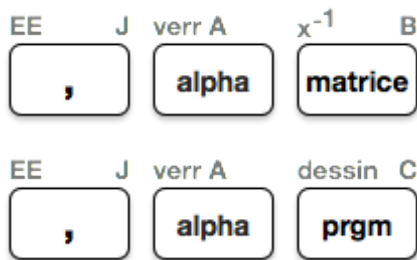 EE J verr A x⁻¹ B
, alpha matrice
EE J verr A dessin C
, alpha prgm